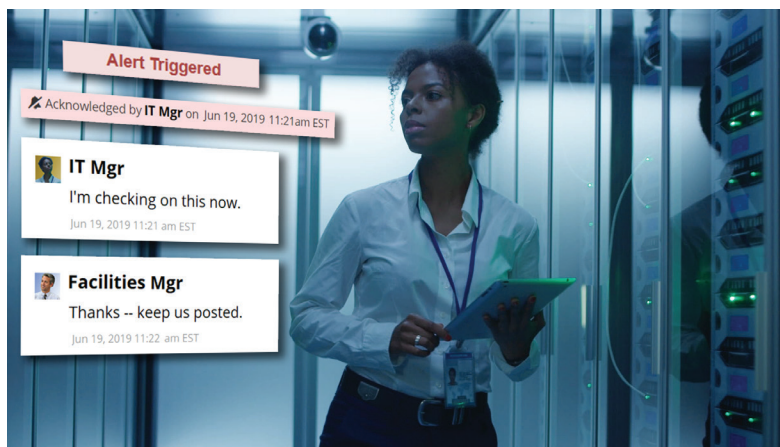 Alert Triggered
Acknowledged by IT Mgr on Jun 19, 2019 11:21am EST
IT Mgr
I'm checking on this now.
Jun 19, 2019 11:21 am EST
Facilities Mgr
Thanks -- keep us posted.
Jun 19, 2019 11:22 am EST